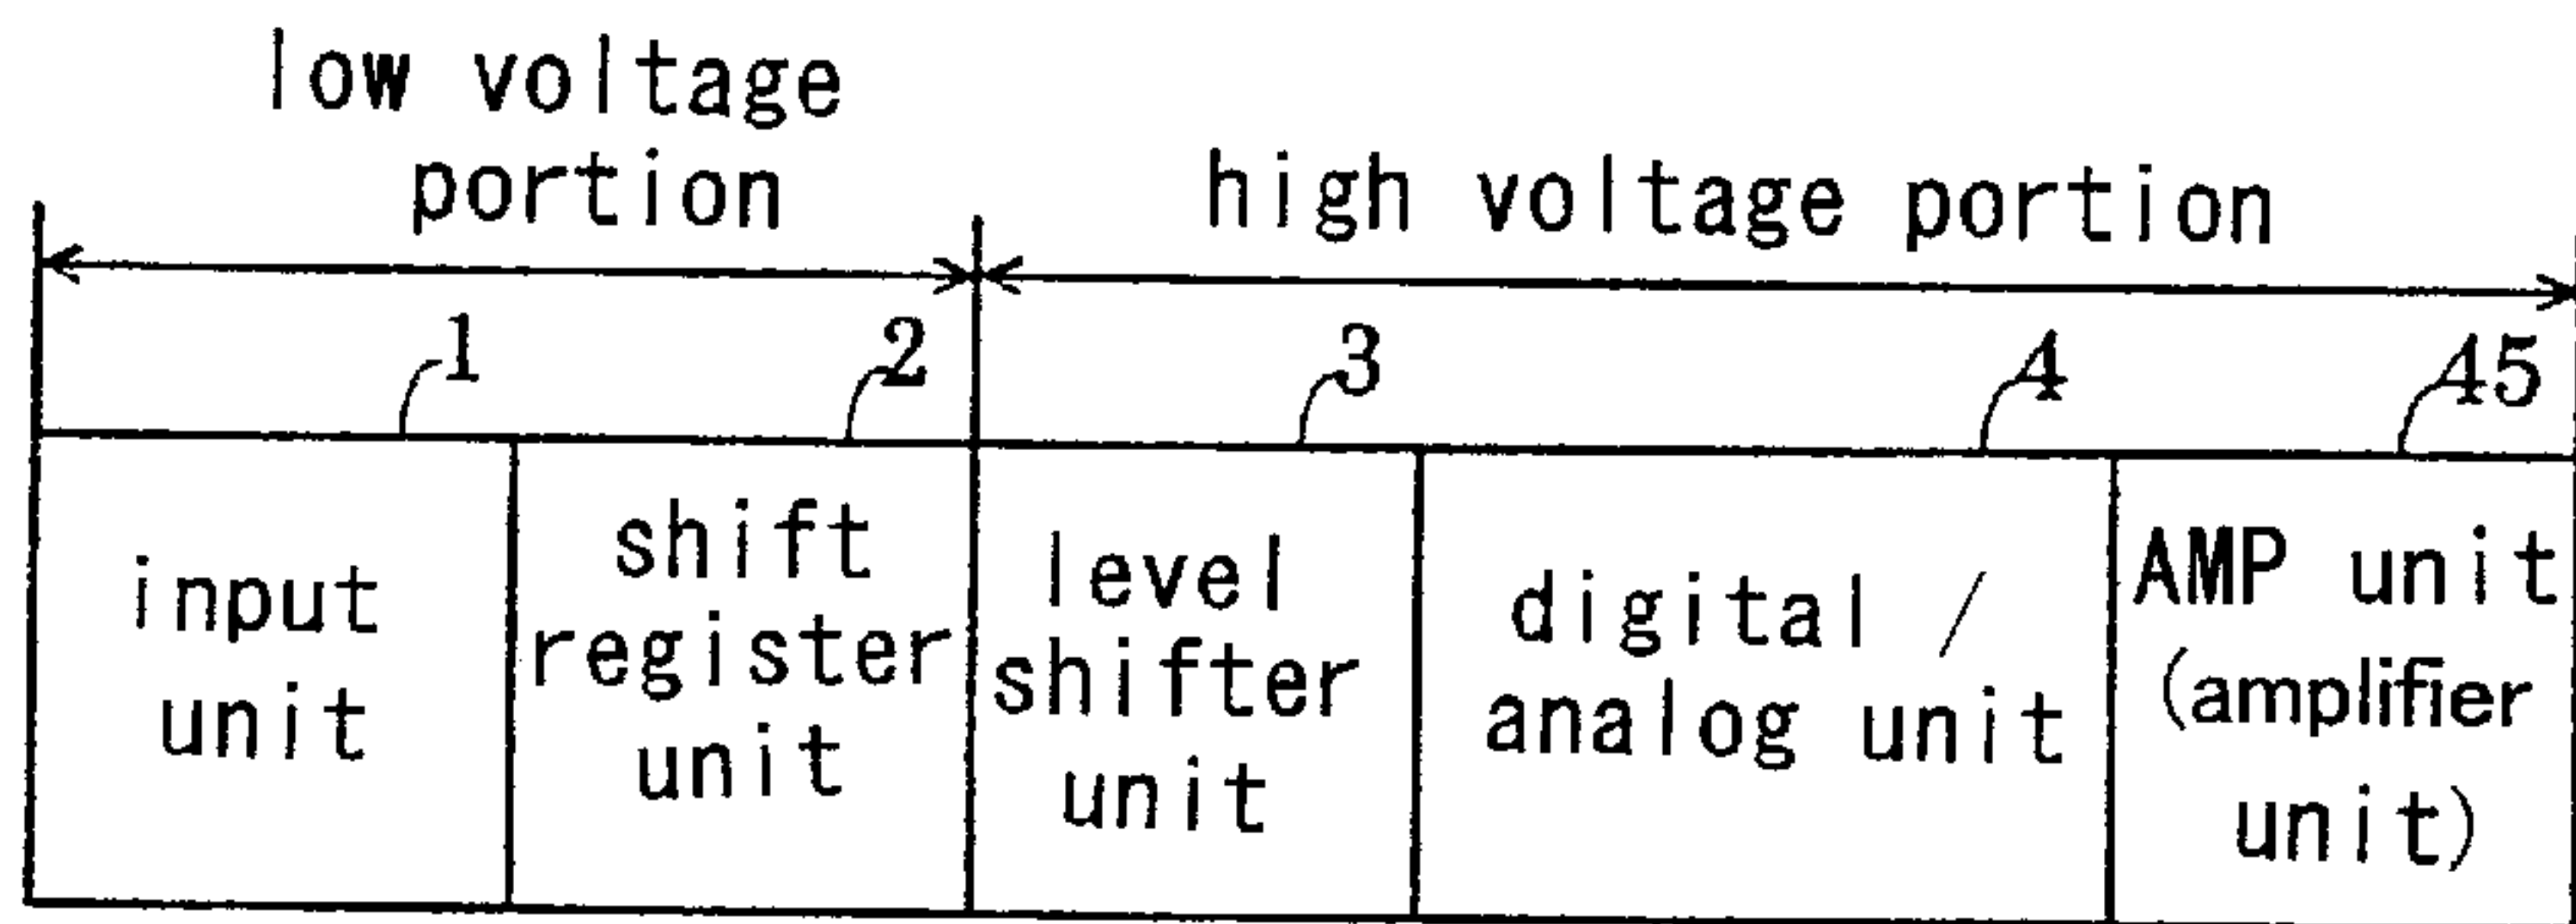 low voltage
portion
high voltage portion
1
2
3
4
45
input
unit
shift
register
unit
level
shifter
unit
digital /
analog unit
AMP unit
(amplifier
unit)